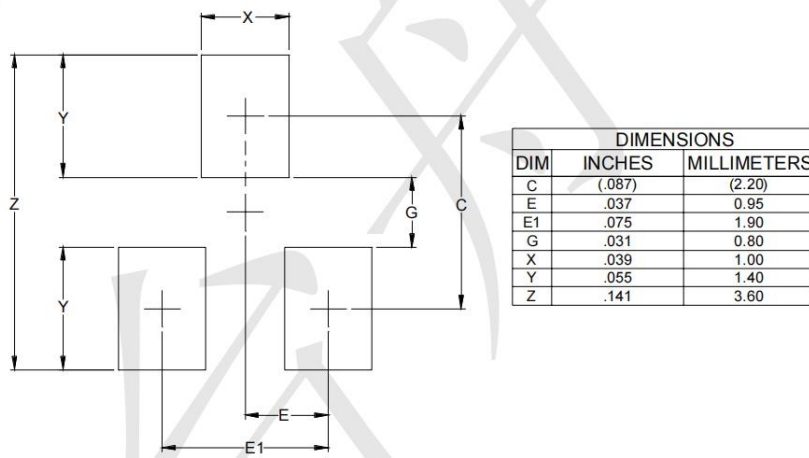 X
Y
Z
G
C
Y
E
E1
DIMENSIONS
DIM INCHES MILLIMETERS
C (.087) (2.20)
E .037 0.95
E1 .075 1.90
G .031 0.80
X .039 1.00
Y .055 1.40
Z .141 3.60